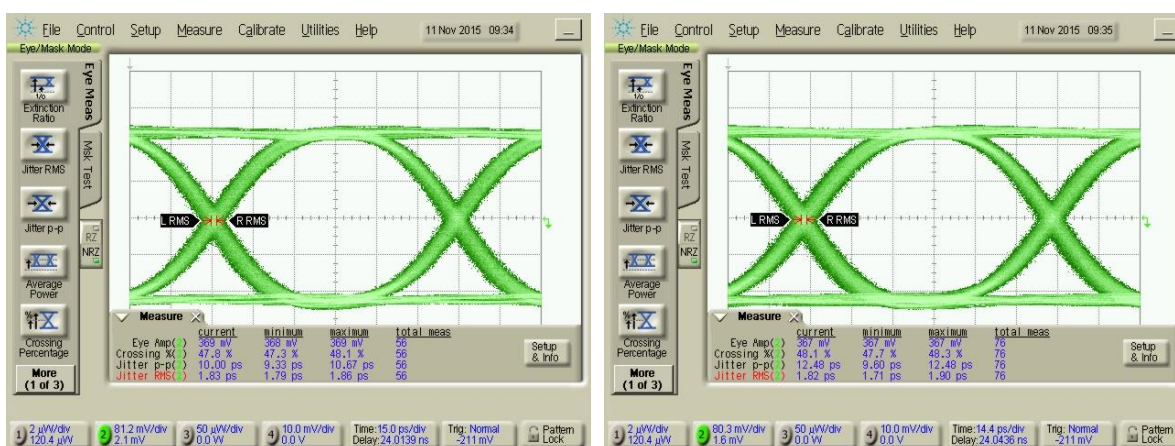 File Control Setup Measure Calibrate Utilities Help 11 Nov 2015 09:34
Eye/Mask Mode
Eye Meas
Msk Test
Extinction Ratio
Jitter RMS
Jitter p-p
RZ
NRZ
Average Power
Crossing Percentage
More (1 of 3)
L RMS R RMS
Measure
current minimum maximum total meas
Eye Amp(2) 369 mV 368 mV 369 mV 56
Crossing %(2) 47.8 % 47.3 % 48.1 % 56
Jitter p-p(2) 10.00 ps 9.33 ps 10.67 ps 56
Jitter RMS(2) 1.83 ps 1.79 ps 1.86 ps 56
Setup & Info
1 2 µW/div 120.4 µW
2 81.2 mV/div 2.1 mV
3 50 µW/div 0.0 W
4 10.0 mV/div 0.0 V
Time:15.0 ps/div Delay:24.0139 ns
Trig: Normal -211 mV
Pattern Lock
File Control Setup Measure Calibrate Utilities Help 11 Nov 2015 09:35
Eye/Mask Mode
Eye Meas
Msk Test
Extinction Ratio
Jitter RMS
Jitter p-p
RZ
NRZ
Average Power
Crossing Percentage
More (1 of 3)
L RMS R RMS
Measure
current minimum maximum total meas
Eye Amp(2) 367 mV 367 mV 367 mV 76
Crossing %(2) 48.1 % 47.7 % 48.3 % 76
Jitter p-p(2) 12.48 ps 9.60 ps 12.48 ps 76
Jitter RMS(2) 1.82 ps 1.71 ps 1.90 ps 76
Setup & Info
1 2 µW/div 120.4 µW
2 80.3 mV/div 1.6 mV
3 50 µW/div 0.0 W
4 10.0 mV/div 0.0 V
Time:14.4 ps/div Delay:24.0436 ns
Trig: Normal -211 mV
Pattern Lock